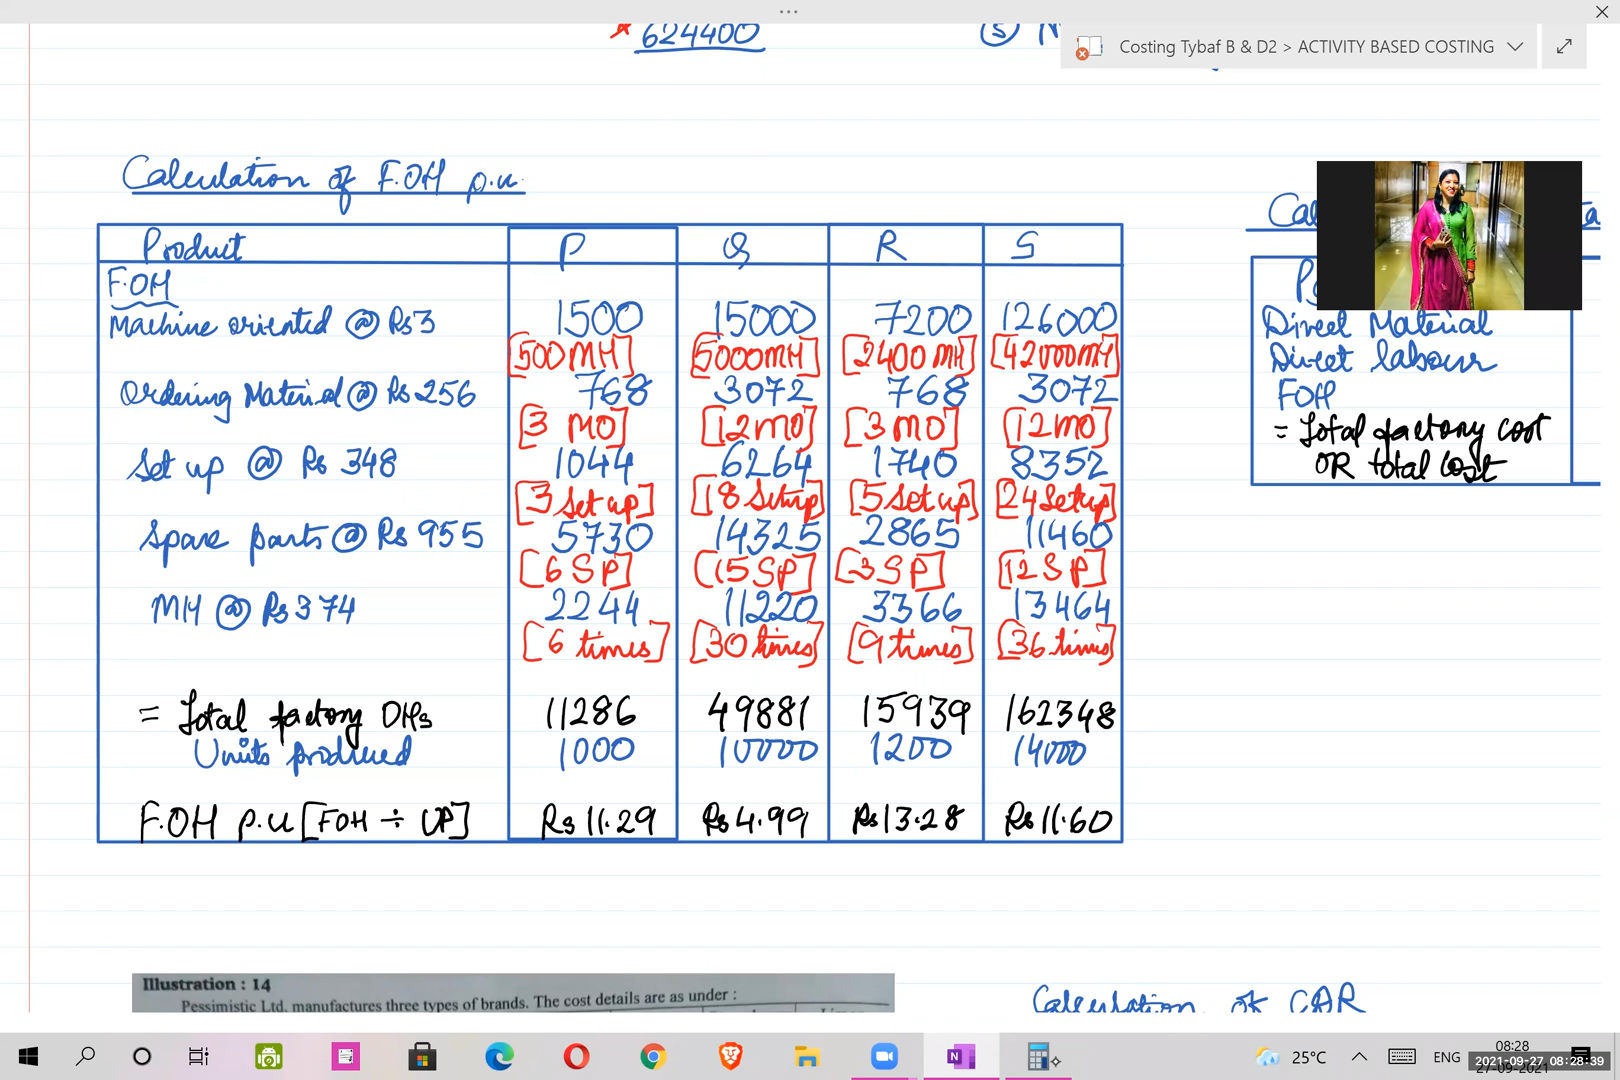 624400
Costing Tybaf B & D2 > ACTIVITY BASED COSTING
Calculation of F.OH p.u.
Product P Q R S
F.OH
Machine oriented @ Rs 3 1500 15000 7200 126000
[500 MH] [5000 MH] [2400 MH] [42000 MH]
Ordering Material @ Rs 256 768 3072 768 3072
[3 MO] [12 MO] [3 MO] [12 MO]
Set up @ Rs 348 1044 6264 1740 8352
[3 Set up] [18 Setup] [5 Set up] [24 Setup]
Spare parts @ Rs 955 5730 14325 2865 11460
[6 SP] [15 SP] [3 SP] [12 SP]
MH @ Rs 374 2244 11220 3366 13464
[6 times] [30 times] [9 times] [36 times]
= Total factory OHs 11286 49881 15939 162348
Units produced 1000 10000 1200 14000
F.OH p.u [FOH ÷ UP] Rs 11.29 Rs 4.99 Rs 13.28 Rs 11.60
Direct Material
Direct labour
FOH
= Total factory cost
OR total cost
Illustration : 14
Pessimistic Ltd. manufactures three types of brands. The cost details are as under :
Calculation of CAR
25°C
ENG
08:28
27-09-2021
2021-09-27 08:28:39